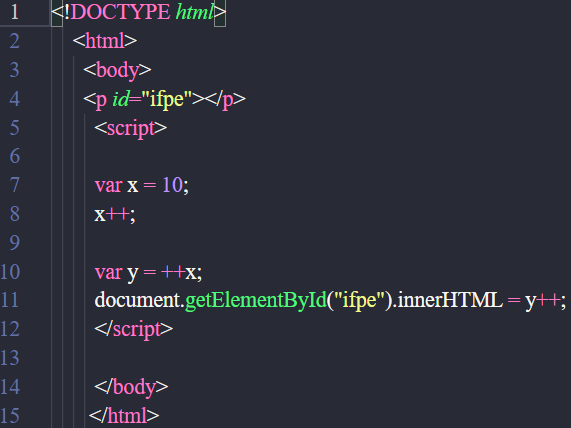 1 <!DOCTYPE html>
2 <html>
3 <body>
4 <p id="ifpe"></p>
5 <script>
6
7 var x = 10;
8 x++;
9
10 var y = ++x;
11 document.getElementById("ifpe").innerHTML = y++;
12 </script>
13
14 </body>
15 </html>